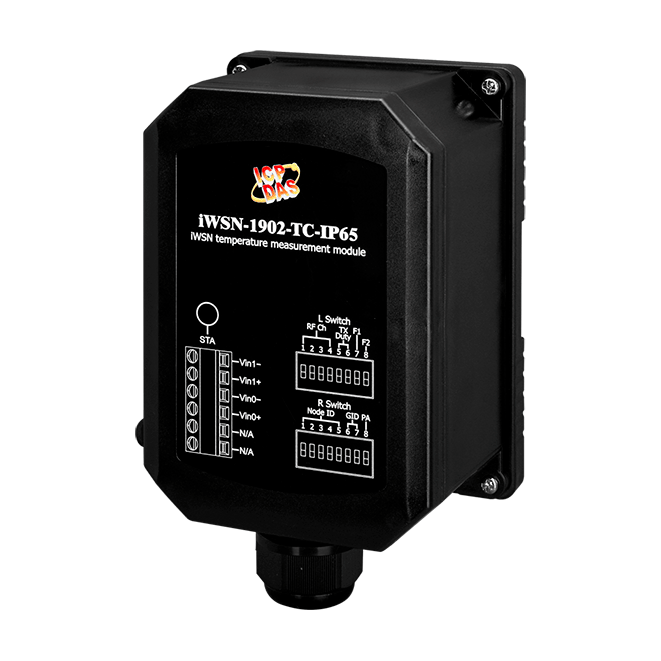 ICP
DAS
iWSN-1902-TC-IP65
iWSN temperature measurement module
STA
Vin1-
Vin1+
Vin0-
Vin0+
N/A
N/A
L Switch
RF Ch TX Duty F1 F2
1 2 3 4 5 6 7 8
R Switch
Node ID GID PA
1 2 3 4 5 6 7 8